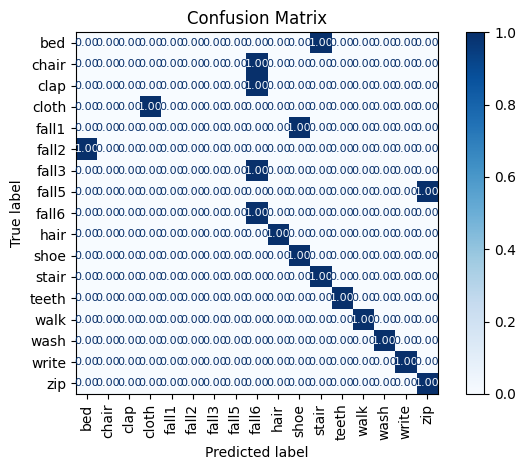 Confusion Matrix
True label
bed 0.00 0.00 0.00 0.00 0.00 0.00 0.00 0.00 0.00 0.00 0.00 1.00 0.00 0.00 0.00 0.00 0.00
chair 0.00 0.00 0.00 0.00 0.00 0.00 0.00 0.00 1.00 0.00 0.00 0.00 0.00 0.00 0.00 0.00 0.00
clap 0.00 0.00 0.00 0.00 0.00 0.00 0.00 0.00 1.00 0.00 0.00 0.00 0.00 0.00 0.00 0.00 0.00
cloth 0.00 0.00 0.00 1.00 0.00 0.00 0.00 0.00 0.00 0.00 0.00 0.00 0.00 0.00 0.00 0.00 0.00
fall1 0.00 0.00 0.00 0.00 0.00 0.00 0.00 0.00 0.00 0.00 1.00 0.00 0.00 0.00 0.00 0.00 0.00
fall2 1.00 0.00 0.00 0.00 0.00 0.00 0.00 0.00 0.00 0.00 0.00 0.00 0.00 0.00 0.00 0.00 0.00
fall3 0.00 0.00 0.00 0.00 0.00 0.00 0.00 0.00 1.00 0.00 0.00 0.00 0.00 0.00 0.00 0.00 0.00
fall5 0.00 0.00 0.00 0.00 0.00 0.00 0.00 0.00 0.00 0.00 0.00 0.00 0.00 0.00 0.00 0.00 1.00
fall6 0.00 0.00 0.00 0.00 0.00 0.00 0.00 0.00 1.00 0.00 0.00 0.00 0.00 0.00 0.00 0.00 0.00
hair 0.00 0.00 0.00 0.00 0.00 0.00 0.00 0.00 0.00 1.00 0.00 0.00 0.00 0.00 0.00 0.00 0.00
shoe 0.00 0.00 0.00 0.00 0.00 0.00 0.00 0.00 0.00 0.00 1.00 0.00 0.00 0.00 0.00 0.00 0.00
stair 0.00 0.00 0.00 0.00 0.00 0.00 0.00 0.00 0.00 0.00 0.00 1.00 0.00 0.00 0.00 0.00 0.00
teeth 0.00 0.00 0.00 0.00 0.00 0.00 0.00 0.00 0.00 0.00 0.00 0.00 1.00 0.00 0.00 0.00 0.00
walk 0.00 0.00 0.00 0.00 0.00 0.00 0.00 0.00 0.00 0.00 0.00 0.00 0.00 1.00 0.00 0.00 0.00
wash 0.00 0.00 0.00 0.00 0.00 0.00 0.00 0.00 0.00 0.00 0.00 0.00 0.00 0.00 1.00 0.00 0.00
write 0.00 0.00 0.00 0.00 0.00 0.00 0.00 0.00 0.00 0.00 0.00 0.00 0.00 0.00 0.00 1.00 0.00
zip 0.00 0.00 0.00 0.00 0.00 0.00 0.00 0.00 0.00 0.00 0.00 0.00 0.00 0.00 0.00 0.00 1.00
bed chair clap cloth fall1 fall2 fall3 fall5 fall6 hair shoe stair teeth walk wash write zip
Predicted label
1.0
0.8
0.6
0.4
0.2
0.0